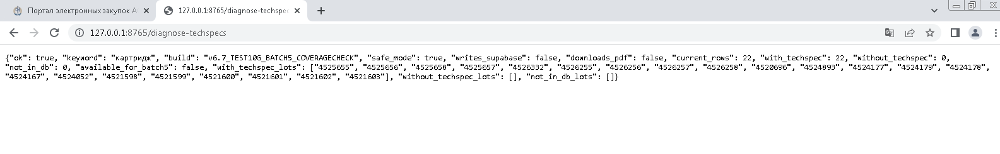 Портал электронных закупок А
127.0.0.1:8765/diagnose-techspec
127.0.0.1:8765/diagnose-techspecs
{"ok": true, "keyword": "картридж", "build": "v6.7_TEST10G_BATCH5_COVERAGECHECK", "safe_mode": true, "writes_supabase": false, "downloads_pdf": false, "current_rows": 22, "with_techspec": 22, "without_techspec": 0,
"not_in_db": 0, "available_for_batch5": false, "with_techspec_lots": ["4525655", "4525656", "4525658", "4525657", "4526332", "4526255", "4526256", "4526257", "4526258", "4520696", "4524893", "4524177", "4524179", "4524178",
"4524167", "4524052", "4521598", "4521599", "4521600", "4521601", "4521602", "4521603"], "without_techspec_lots": [], "not_in_db_lots": []}